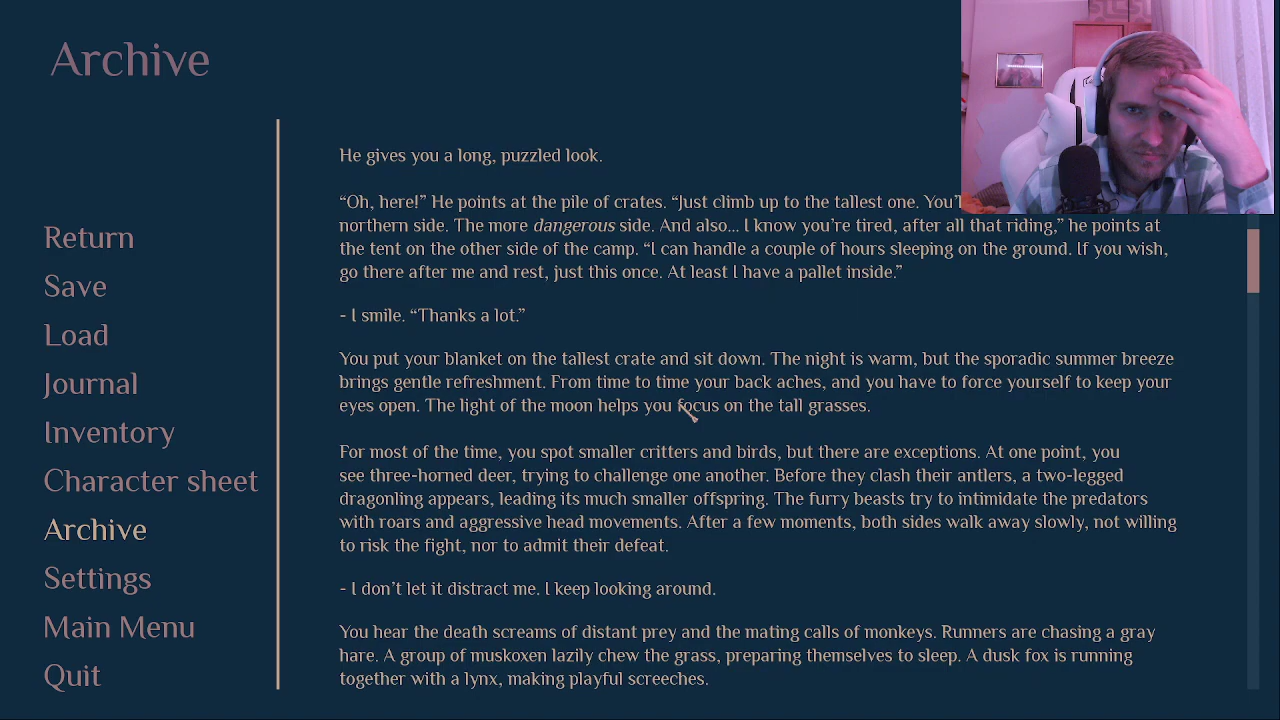 Archive
Return
Save
Load
Journal
Inventory
Character sheet
Archive
Settings
Main Menu
Quit
He gives you a long, puzzled look.
“Oh, here!” He points at the pile of crates. “Just climb up to the tallest one.
northern side. The more dangerous side. And also... I know you’re tired, after all that riding,” he points at
the tent on the other side of the camp. “I can handle a couple of hours sleeping on the ground. If you wish,
go there after me and rest, just this once. At least I have a pallet inside.”
- I smile. “Thanks a lot.”
You put your blanket on the tallest crate and sit down. The night is warm, but the sporadic summer breeze
brings gentle refreshment. From time to time your back aches, and you have to force yourself to keep your
eyes open. The light of the moon helps you focus on the tall grasses.
For most of the time, you spot smaller critters and birds, but there are exceptions. At one point, you
see three-horned deer, trying to challenge one another. Before they clash their antlers, a two-legged
dragonling appears, leading its much smaller offspring. The furry beasts try to intimidate the predators
with roars and aggressive head movements. After a few moments, both sides walk away slowly, not willing
to risk the fight, nor to admit their defeat.
- I don’t let it distract me. I keep looking around.
You hear the death screams of distant prey and the mating calls of monkeys. Runners are chasing a gray
hare. A group of muskoxen lazily chew the grass, preparing themselves to sleep. A dusk fox is running
together with a lynx, making playful screeches.